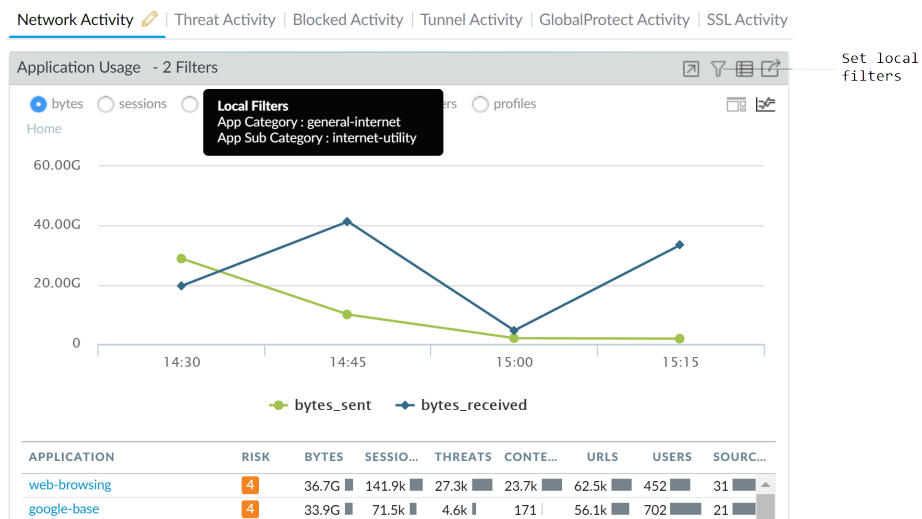 Network Activity | Threat Activity | Blocked Activity | Tunnel Activity | GlobalProtect Activity | SSL Activity
Application Usage - 2 Filters
Set local
filters
bytes sessions ers profiles
Local Filters
App Category : general-internet
App Sub Category : internet-utility
Home
60.00G
40.00G
20.00G
0
14:30 14:45 15:00 15:15
bytes_sent bytes_received
APPLICATION RISK BYTES SESSIO... THREATS CONTE... URLS USERS SOURC...
web-browsing 4 36.7G 141.9k 27.3k 23.7k 62.5k 452 31
google-base 4 33.9G 71.5k 4.6k 171 56.1k 702 21